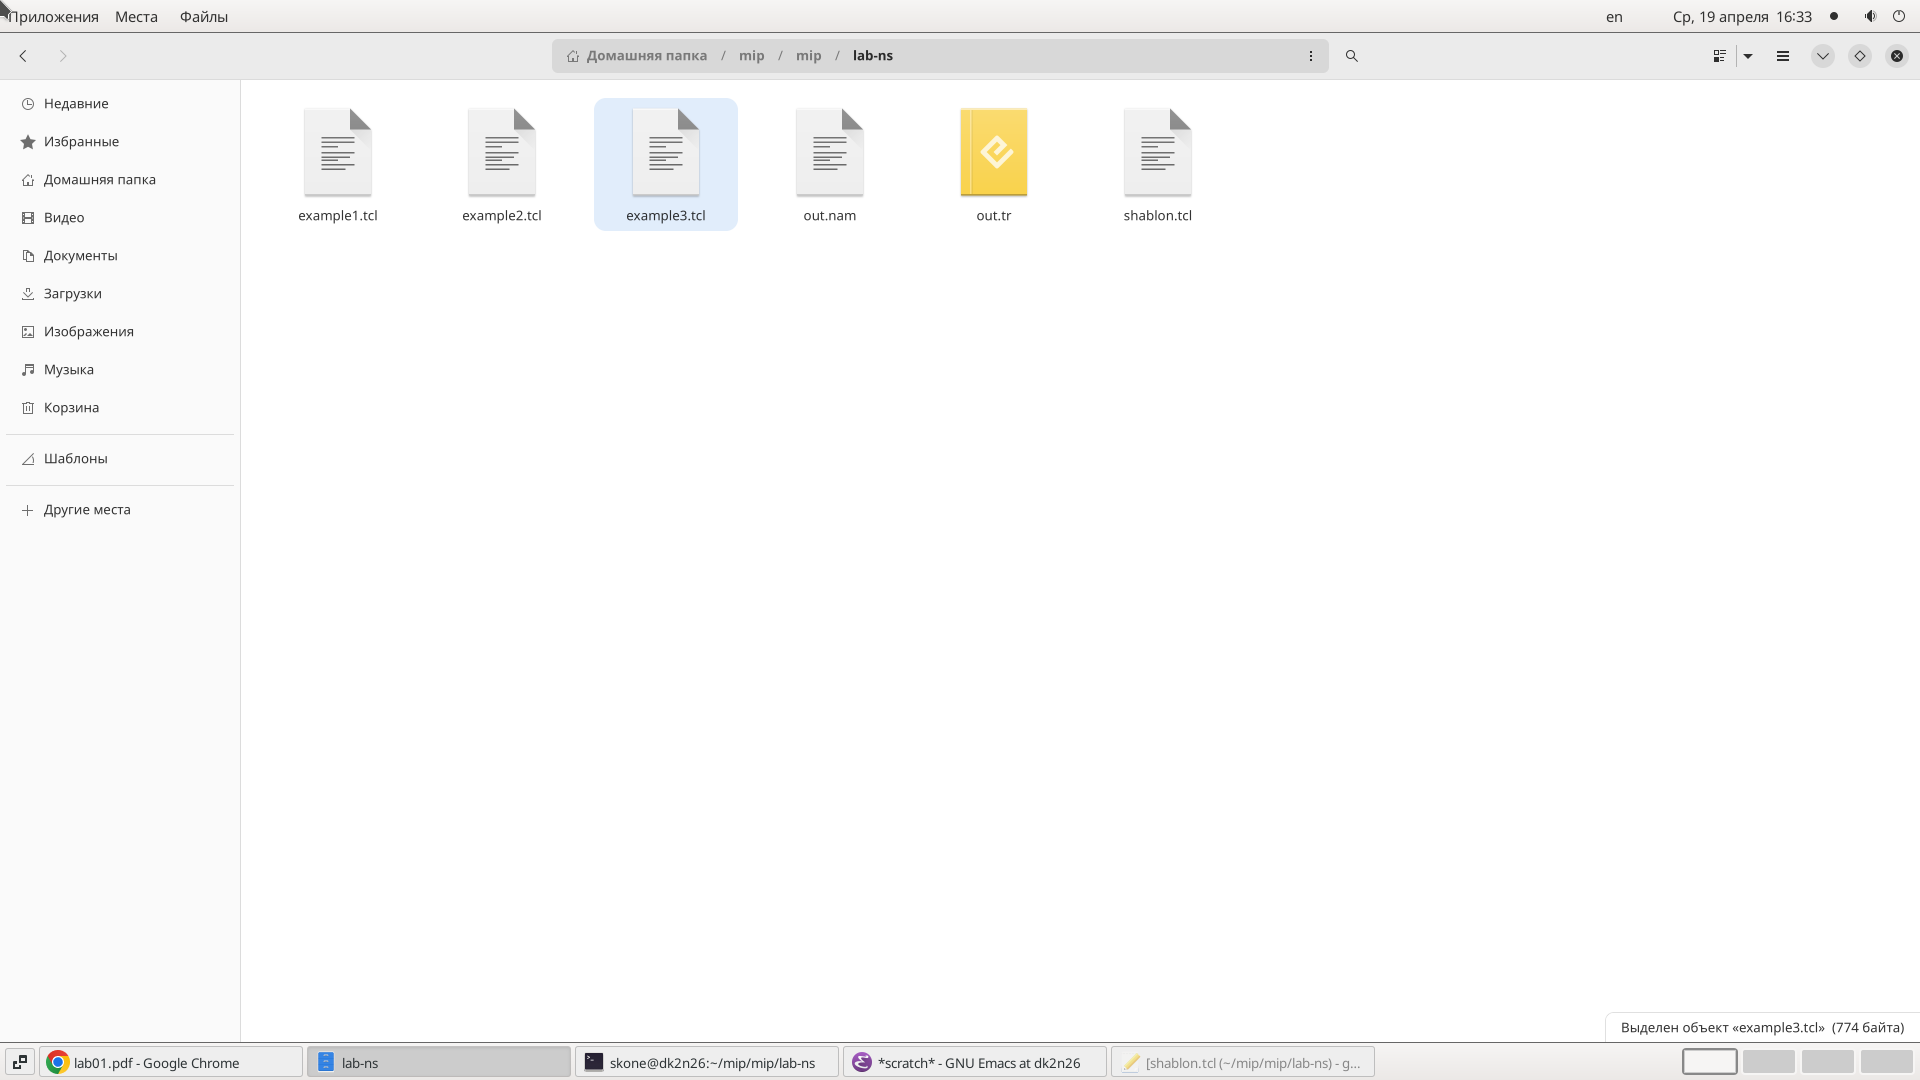 Приложения Места Файлы en Ср, 19 апреля 16:33
Домашняя папка / mip / mip / lab-ns
Недавние
Избранные
Домашняя папка
Видео
Документы
Загрузки
Изображения
Музыка
Корзина
Шаблоны
Другие места
example1.tcl example2.tcl example3.tcl out.nam out.tr shablon.tcl
Выделен объект «example3.tcl» (774 байта)
lab01.pdf - Google Chrome lab-ns skone@dk2n26:~/mip/mip/lab-ns *scratch* - GNU Emacs at dk2n26 [shablon.tcl (~/mip/mip/lab-ns) - g...